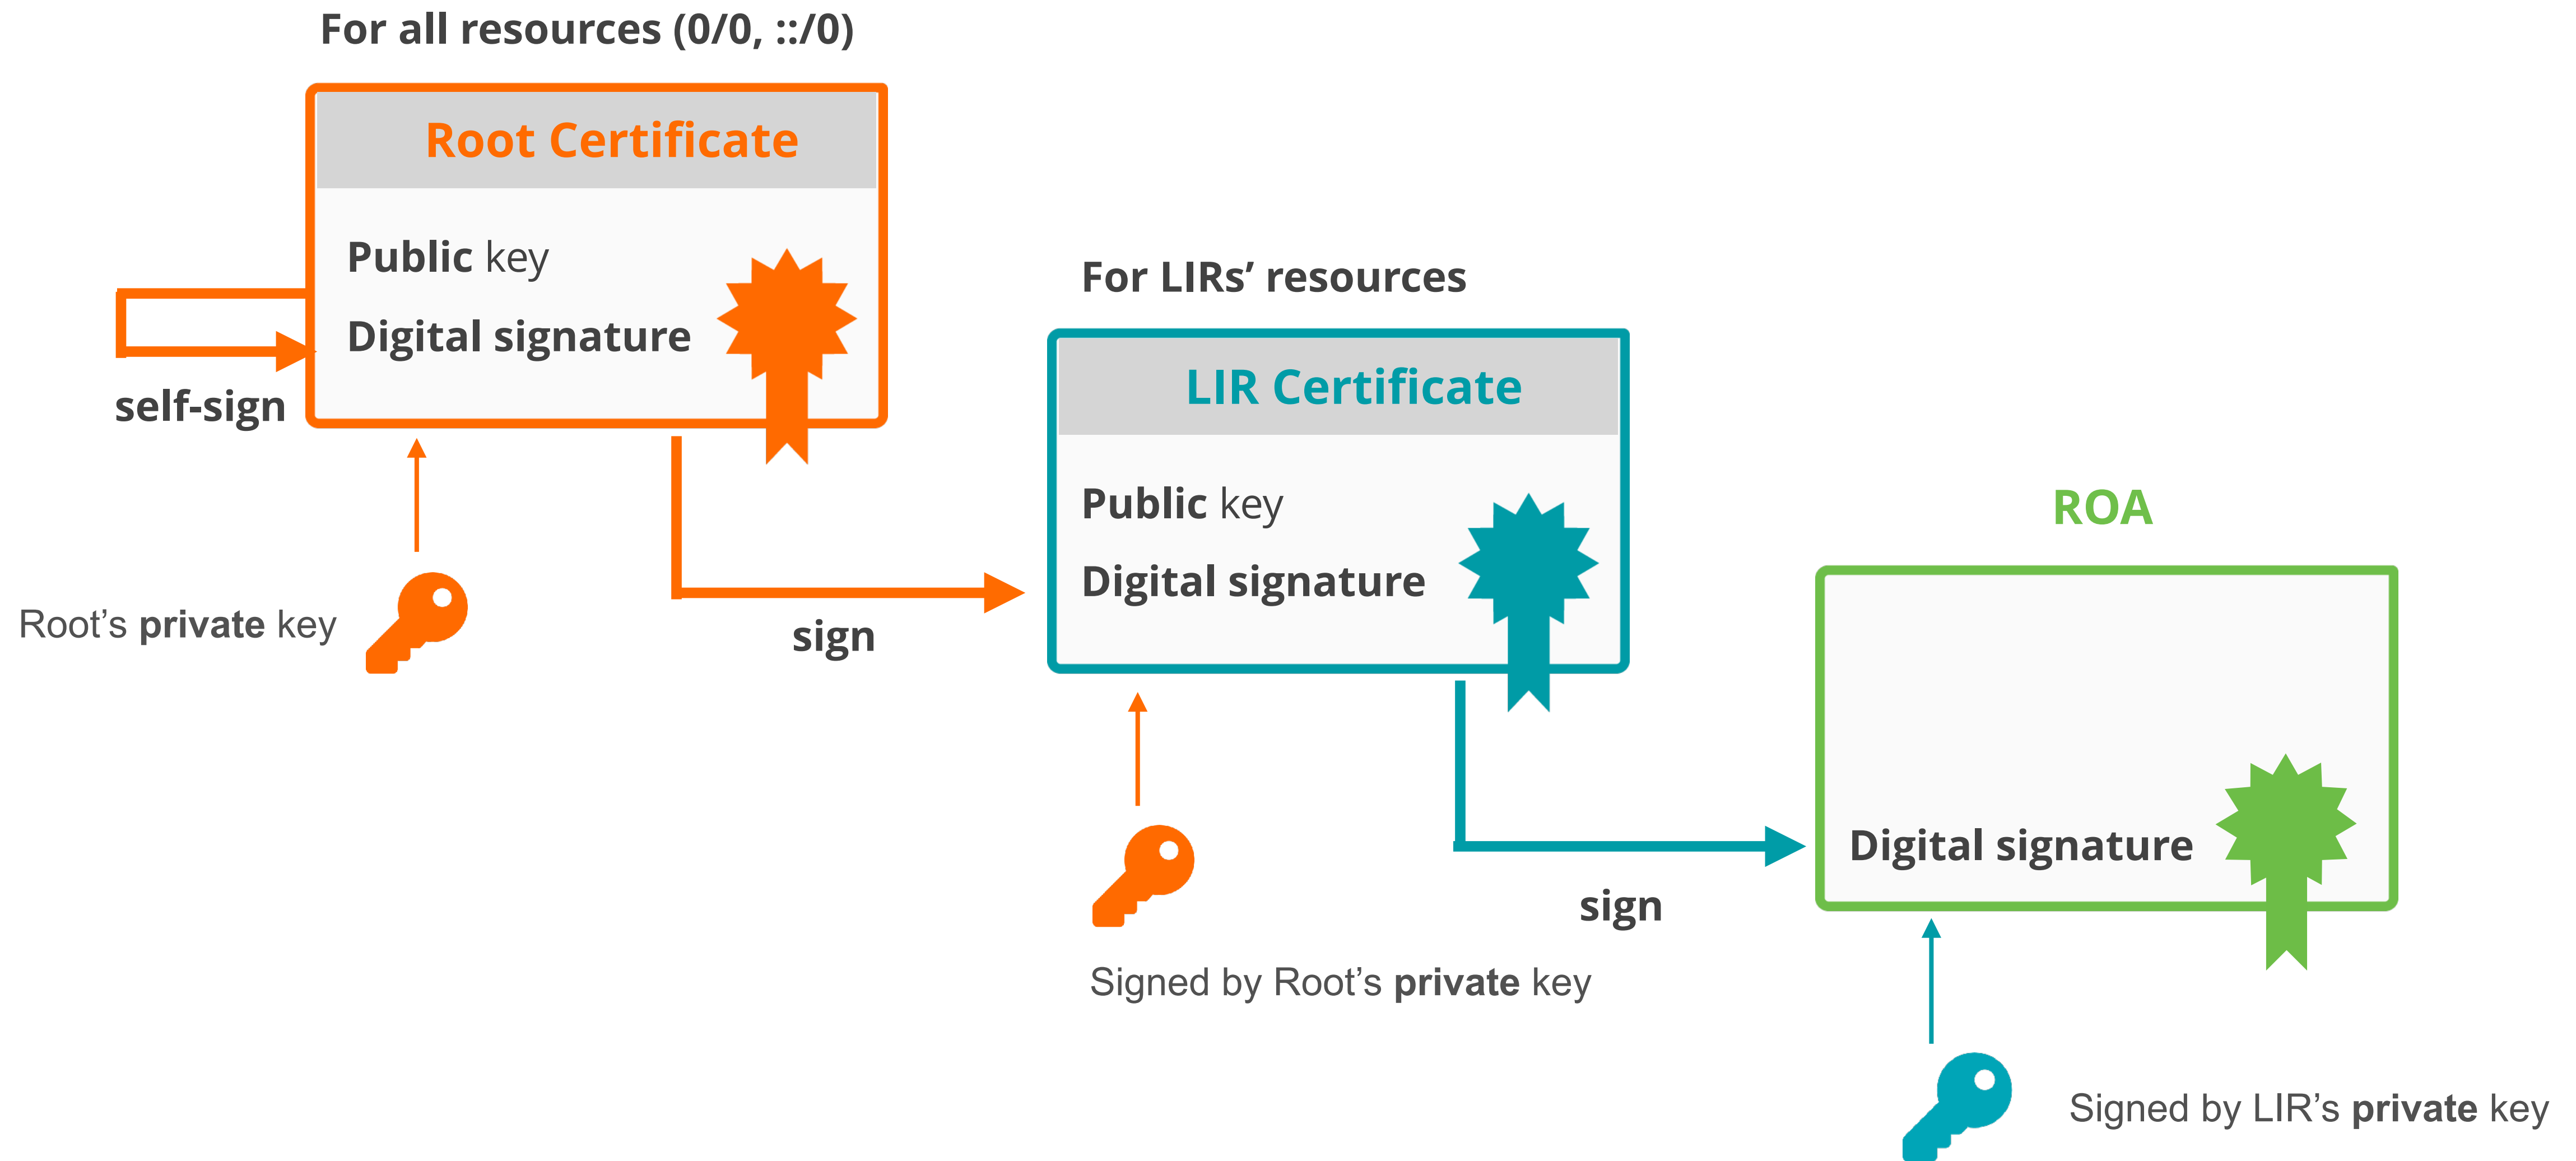 For all resources (0/0, ::/0)
Root Certificate
Public key
Digital signature
self-sign
Root’s private key
sign
For LIRs’ resources
LIR Certificate
Public key
Digital signature
Signed by Root’s private key
sign
ROA
Digital signature
Signed by LIR’s private key